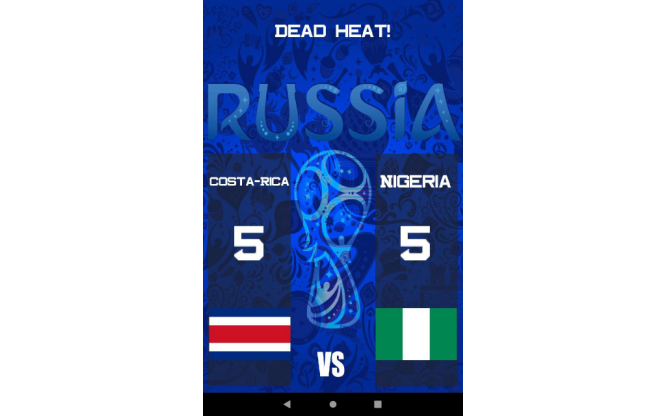 DEAD HEAT!
RUSSiA
COSTA-RICA
NIGERIA
5
5
VS